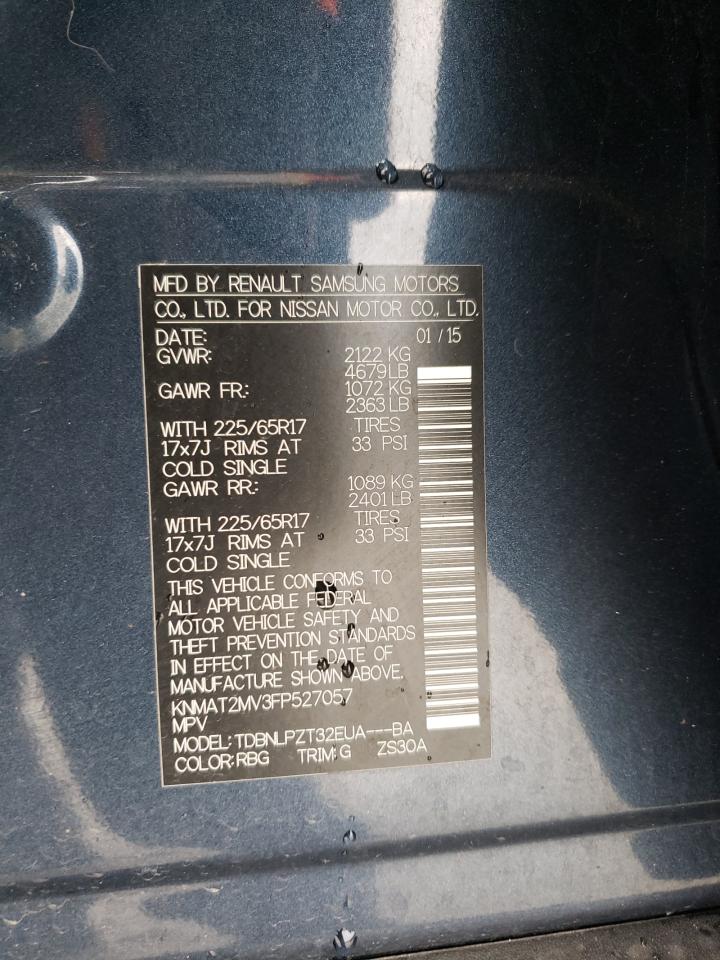 MFD BY RENAULT SAMSUNG MOTORS
CO., LTD. FOR NISSAN MOTOR CO., LTD.
DATE: 01 / 15
GVWR: 2122 KG
4679 LB
GAWR FR.: 1072 KG
2363 LB
WITH 225/65R17 TIRES
17x7J RIMS AT 33 PSI
COLD SINGLE
GAWR RR.: 1089 KG
2401 LB
WITH 225/65R17 TIRES
17x7J RIMS AT 33 PSI
COLD SINGLE
THIS VEHICLE CONFORMS TO
ALL APPLICABLE FEDERAL
MOTOR VEHICLE SAFETY AND
THEFT PREVENTION STANDARDS
IN EFFECT ON THE DATE OF
MANUFACTURE SHOWN ABOVE.
KNMAT2MV3FP527057
MPV
MODEL: TDBNLPZT32EUA---BA
COLOR: RBG TRIM: G ZS30A